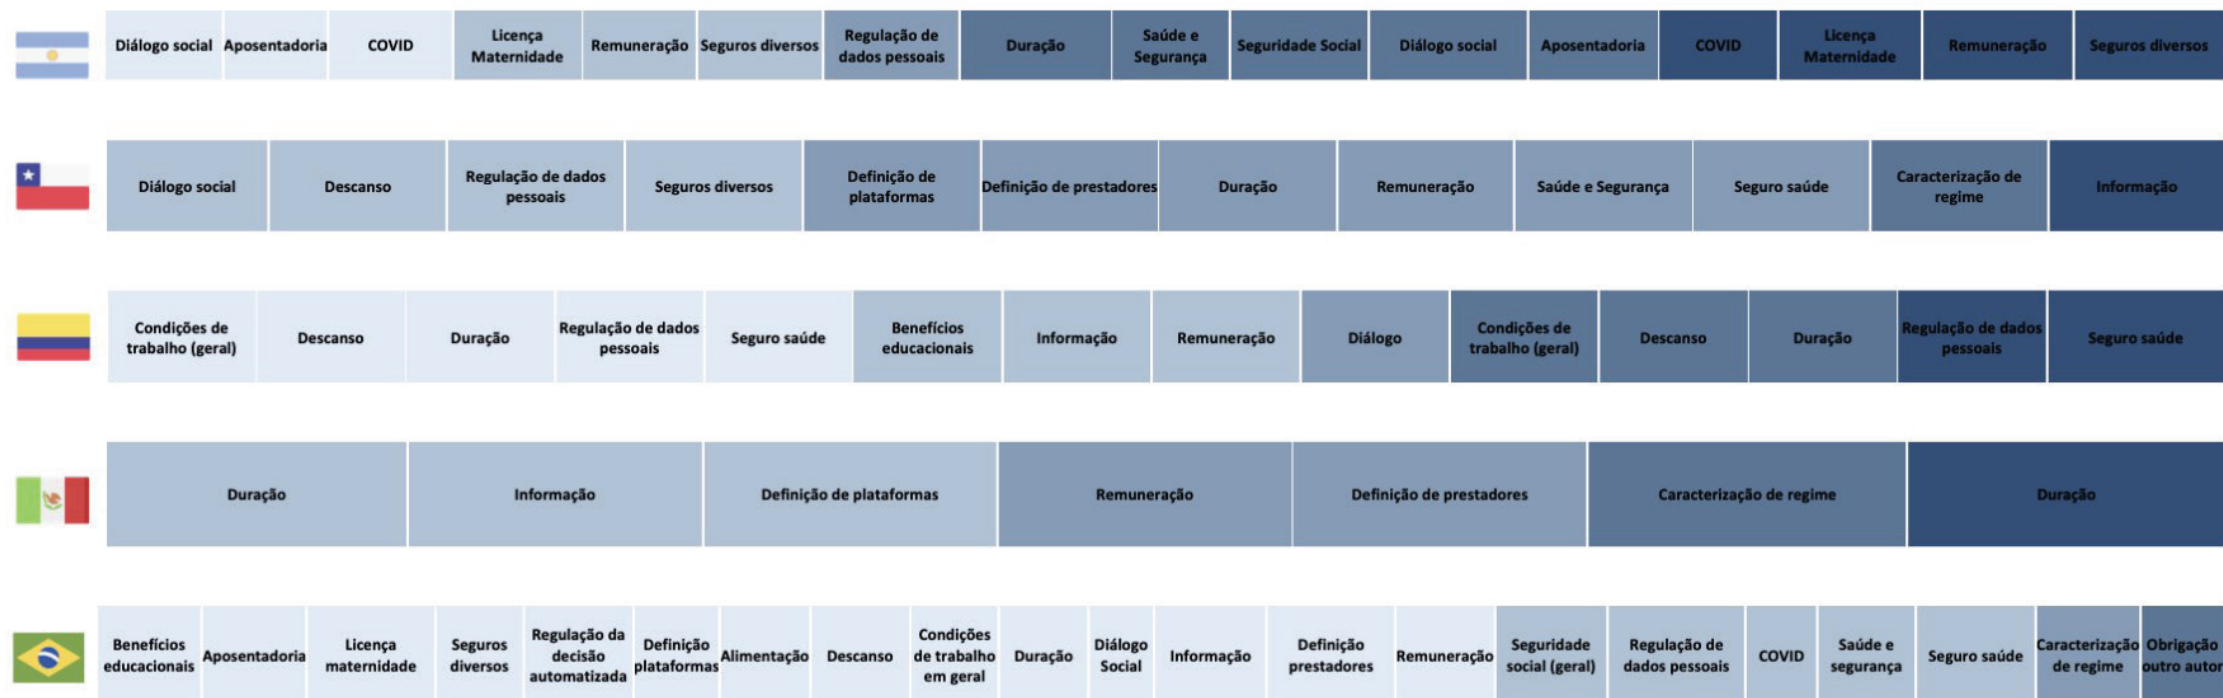 Diálogo social Aposentadoria COVID Licença Maternidade Remuneração Seguros diversos Regulação de dados pessoais Duração Saúde e Segurança Seguridade Social Diálogo social Aposentadoria COVID Licença Maternidade Remuneração Seguros diversos
Diálogo social Descanso Regulação de dados pessoais Seguros diversos Definição de plataformas Definição de prestadores Duração Remuneração Saúde e Segurança Seguro saúde Caracterização de regime Informação
Condições de trabalho (geral) Descanso Duração Regulação de dados pessoais Seguro saúde Benefícios educacionais Informação Remuneração Diálogo Condições de trabalho (geral) Descanso Duração Regulação de dados pessoais Seguro saúde
Duração Informação Definição de plataformas Remuneração Definição de prestadores Caracterização de regime Duração
Benefícios educacionais Aposentadoria Licença maternidade Seguros diversos Regulação da decisão automatizada Definição plataformas Alimentação Descanso Condições de trabalho em geral Duração Diálogo Social Informação Definição prestadores Remuneração Seguridade social (geral) Regulação de dados pessoais COVID Saúde e segurança Seguro saúde Caracterização de regime Obrigação outro autor